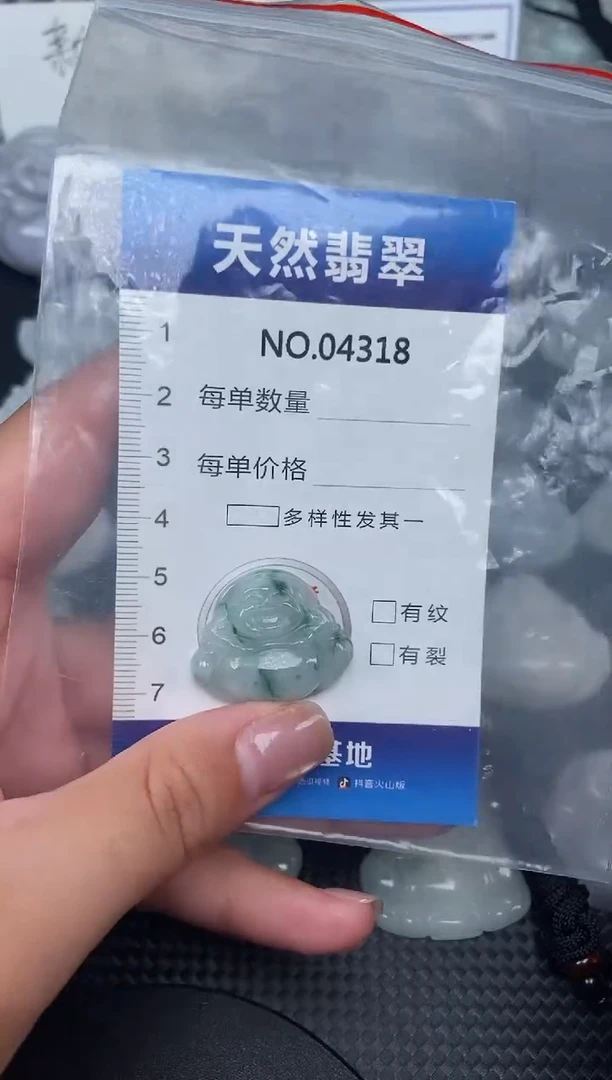 天然翡翠
NO.04318
每单数量
每单价格
多样性发其一
有纹
有裂
1
2
3
4
5
6
7
基地
抖音火山版